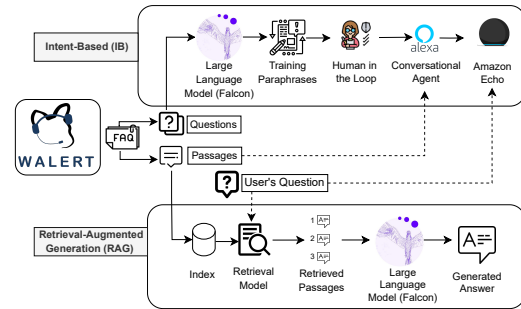 Intent-Based (IB)
Large
Language
Model (Falcon)
Training
Paraphrases
Human in
the Loop
alexa
Conversational
Agent
Amazon
Echo
WALERT
FAQ
Questions
Passages
User's Question
Retrieval-Augmented
Generation (RAG)
Index
Retrieval
Model
1 A
2 A
3 A
Retrieved
Passages
Large
Language
Model (Falcon)
A
Generated
Answer